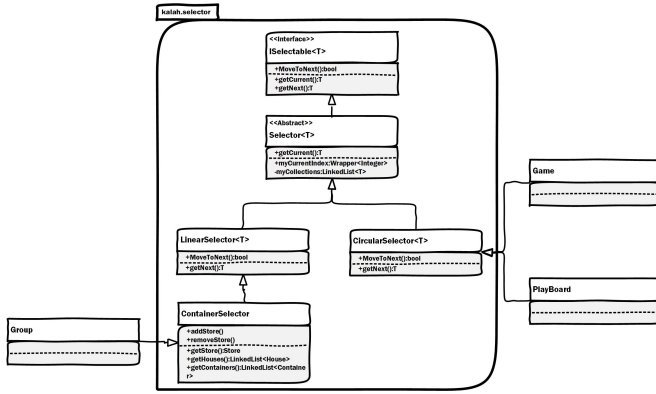 kalah.selector
<<Interface>>
ISelectable<T>
+MoveToNext():bool
+getCurrent():T
+getNext():T
<<Abstract>>
Selector<T>
+getCurrent():T
+myCurrentIndex:Wrapper<Integer>
-myCollections:LinkedList<T>
LinearSelector<T>
+MoveToNext():bool
+getNext():T
CircularSelector<T>
+MoveToNext():bool
+getNext():T
Game
PlayBoard
ContainerSelector
+addStore()
+removeStore()
+getStore():Store
+getHouses():LinkedList<House>
+getContainers():LinkedList<Containe
r>
Group